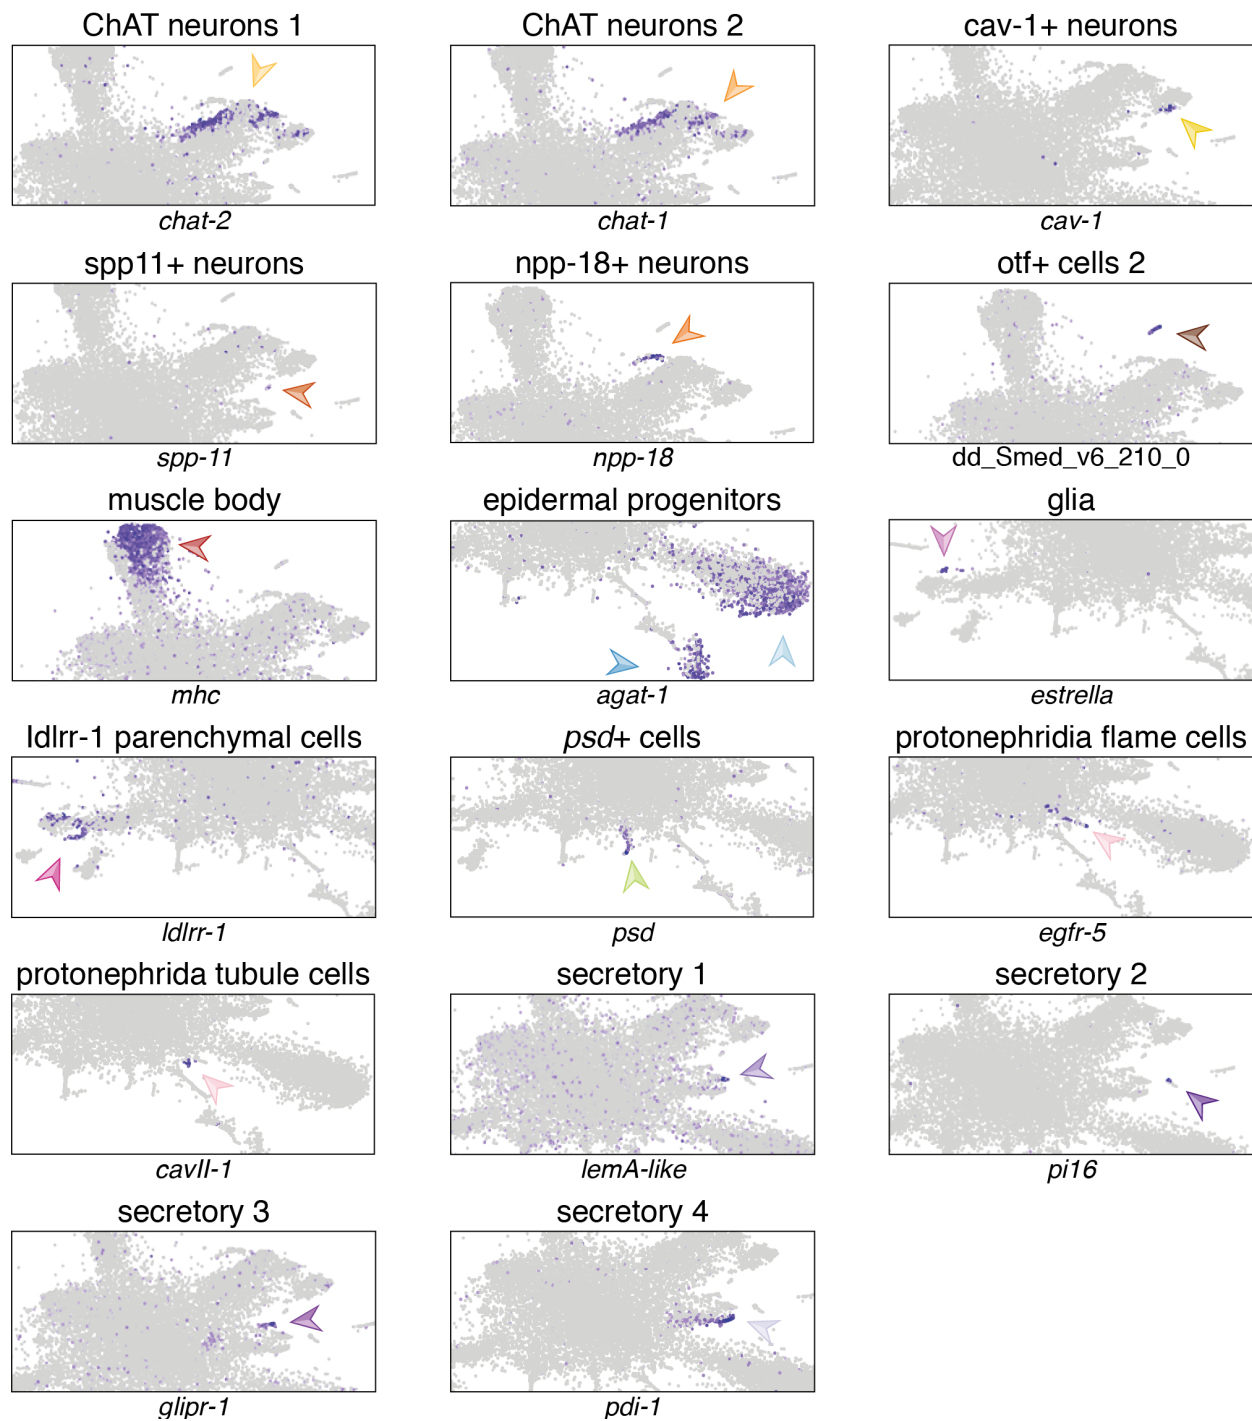 ChAT neurons 1
ChAT neurons 2
cav-1+ neurons
chat-2
chat-1
cav-1
spp11+ neurons
npp-18+ neurons
otf+ cells 2
spp-11
npp-18
dd_Smed_v6_210_0
muscle body
epidermal progenitors
glia
mhc
agat-1
estrella
ldlrr-1 parenchymal cells
psd+ cells
protonephridia flame cells
ldlrr-1
psd
egfr-5
protonephrida tubule cells
secretory 1
secretory 2
cavII-1
lemA-like
pi16
secretory 3
secretory 4
glipr-1
pdi-1